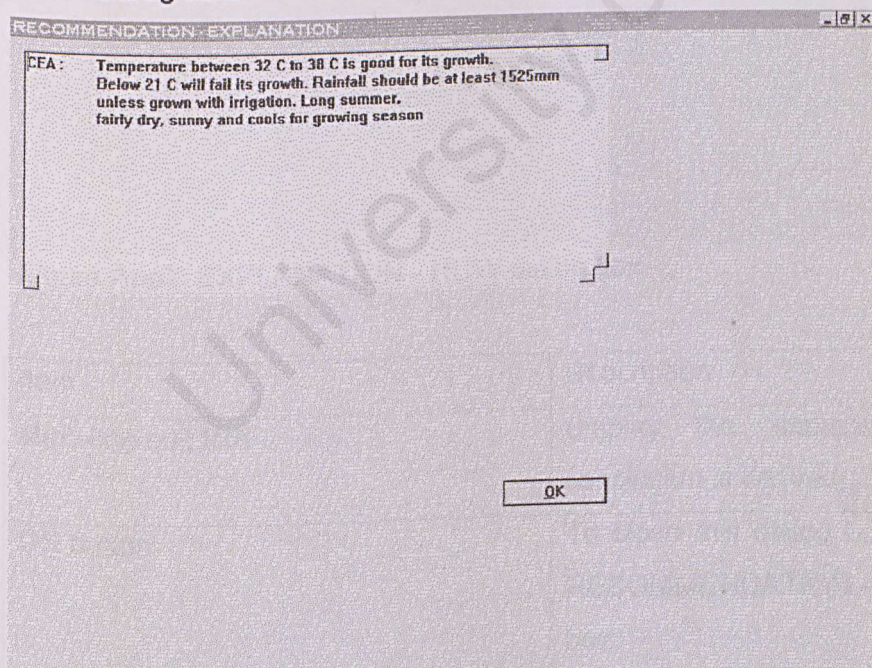 RECOMMENDATION - EXPLANATION
CFA : Temperature between 32 C to 38 C is good for its growth.
Below 21 C will fail its growth. Rainfall should be at least 1525mm
unless grown with irrigation. Long summer.
fairly dry, sunny and cools for growing season
University
OK